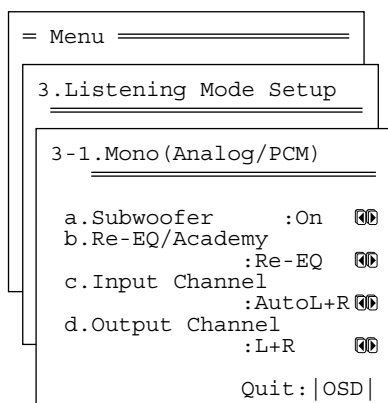 Menu
3.Listening Mode Setup
3-1.Mono(Analog/PCM)
a.Subwoofer :On
b.Re-EQ/Academy
:Re-EQ
c.Input Channel
:AutoL+R
d.Output Channel
:L+R
Quit:|OSD|